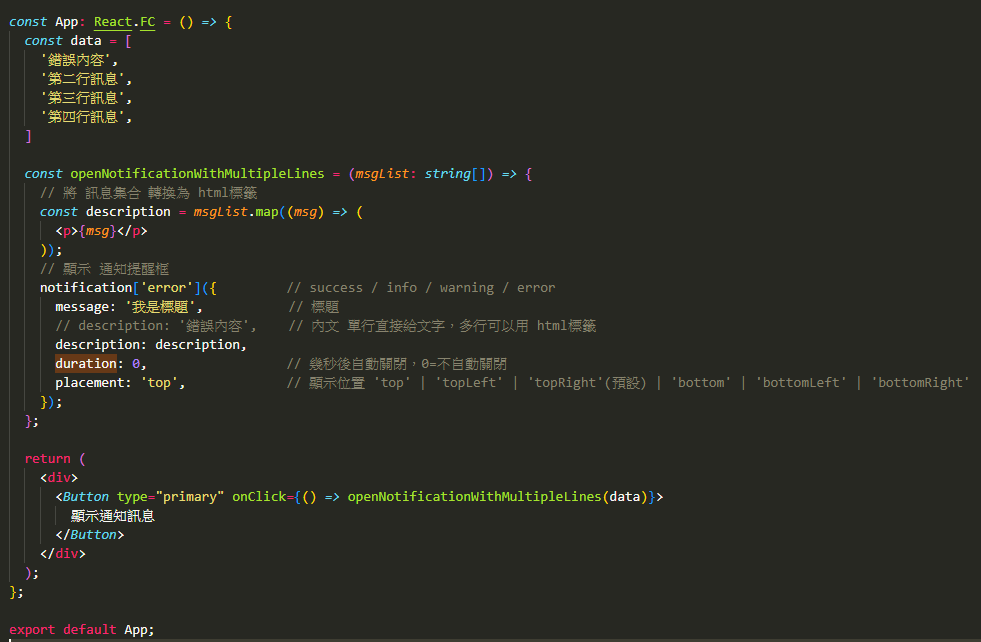 const App: React.FC = () => {
  const data = [
    '錯誤內容',
    '第二行訊息',
    '第三行訊息',
    '第四行訊息',
  ]
  const openNotificationWithMultipleLines = (msgList: string[]) => {
    // 將 訊息集合 轉換為 html標籤
    const description = msgList.map((msg) => (
      <p>{msg}</p>
    ));
    // 顯示 通知提醒框
    notification['error']({         // success / info / warning / error
      message: '我是標題',           // 標題
      // description: '錯誤內容',    // 內文 單行直接給文字，多行可以用 html標籤
      description: description,
      duration: 0,                  // 幾秒後自動關閉，0=不自動關閉
      placement: 'top',             // 顯示位置 'top' | 'topLeft' | 'topRight'(預設) | 'bottom' | 'bottomLeft' | 'bottomRight'
    });
  };
  return (
    <div>
      <Button type="primary" onClick={() => openNotificationWithMultipleLines(data)}>
        顯示通知訊息
      </Button>
    </div>
  );
};
export default App;